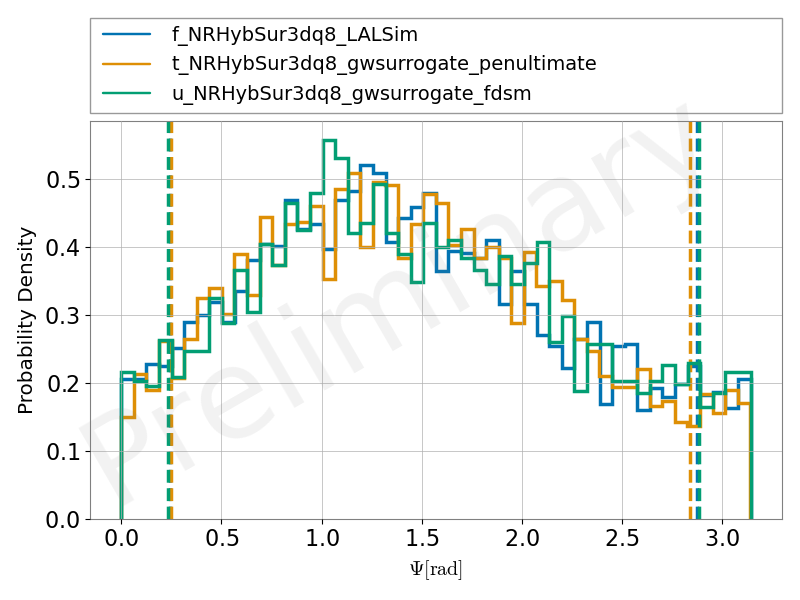 f_NRHybSur3dq8_LALSim
t_NRHybSur3dq8_gwsurrogate_penultimate
u_NRHybSur3dq8_gwsurrogate_fdsm
Preliminary
Probability Density
0.5
0.4
0.3
0.2
0.1
0.0
0.0 0.5 1.0 1.5 2.0 2.5 3.0
Ψ[rad]